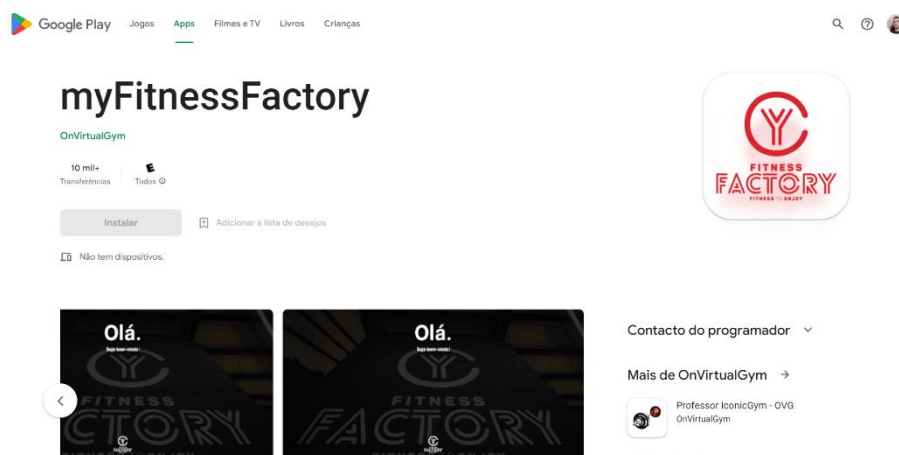 Google Play Jogos Apps Filmes e TV Livros Crianças
myFitnessFactory
OnVirtualGym
10 mil+
Transferências
E
Todos
Instalar
Adicionar à lista de desejos
Não tem dispositivos.
FITNESS
FACTORY
FITNESS TO ENJOY
Olá.
Seja bem-vindo!
FITNESS
FACTORY
FACTORY
Olá.
Seja bem-vindo!
FITNESS
FACTORY
FACTORY
Contacto do programador
Mais de OnVirtualGym
Professor IconicGym - OVG
OnVirtualGym